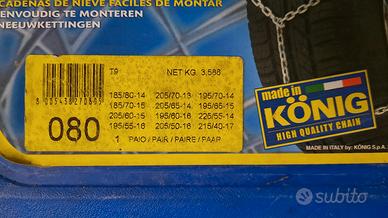 CADENAS DE NIEVE FACILES DE MONTAR
EENVOUDIG TE MONTEREN
NEEUWKETTINGEN
T9
NET KG. 3,588
185/80-14 205/70-13 195/70-14
185/70-15 205/65-14 195/65-15
205/60-15 195/60-16 225/55-14
195/55-16 205/50-16 215/40-17
080
1 PAIO / PAIR / PAIRE / PAAR
made in
KÖNIG
HIGH QUALITY CHAIN
MADE IN ITALY by: KÖNIG S.p.A.
subito